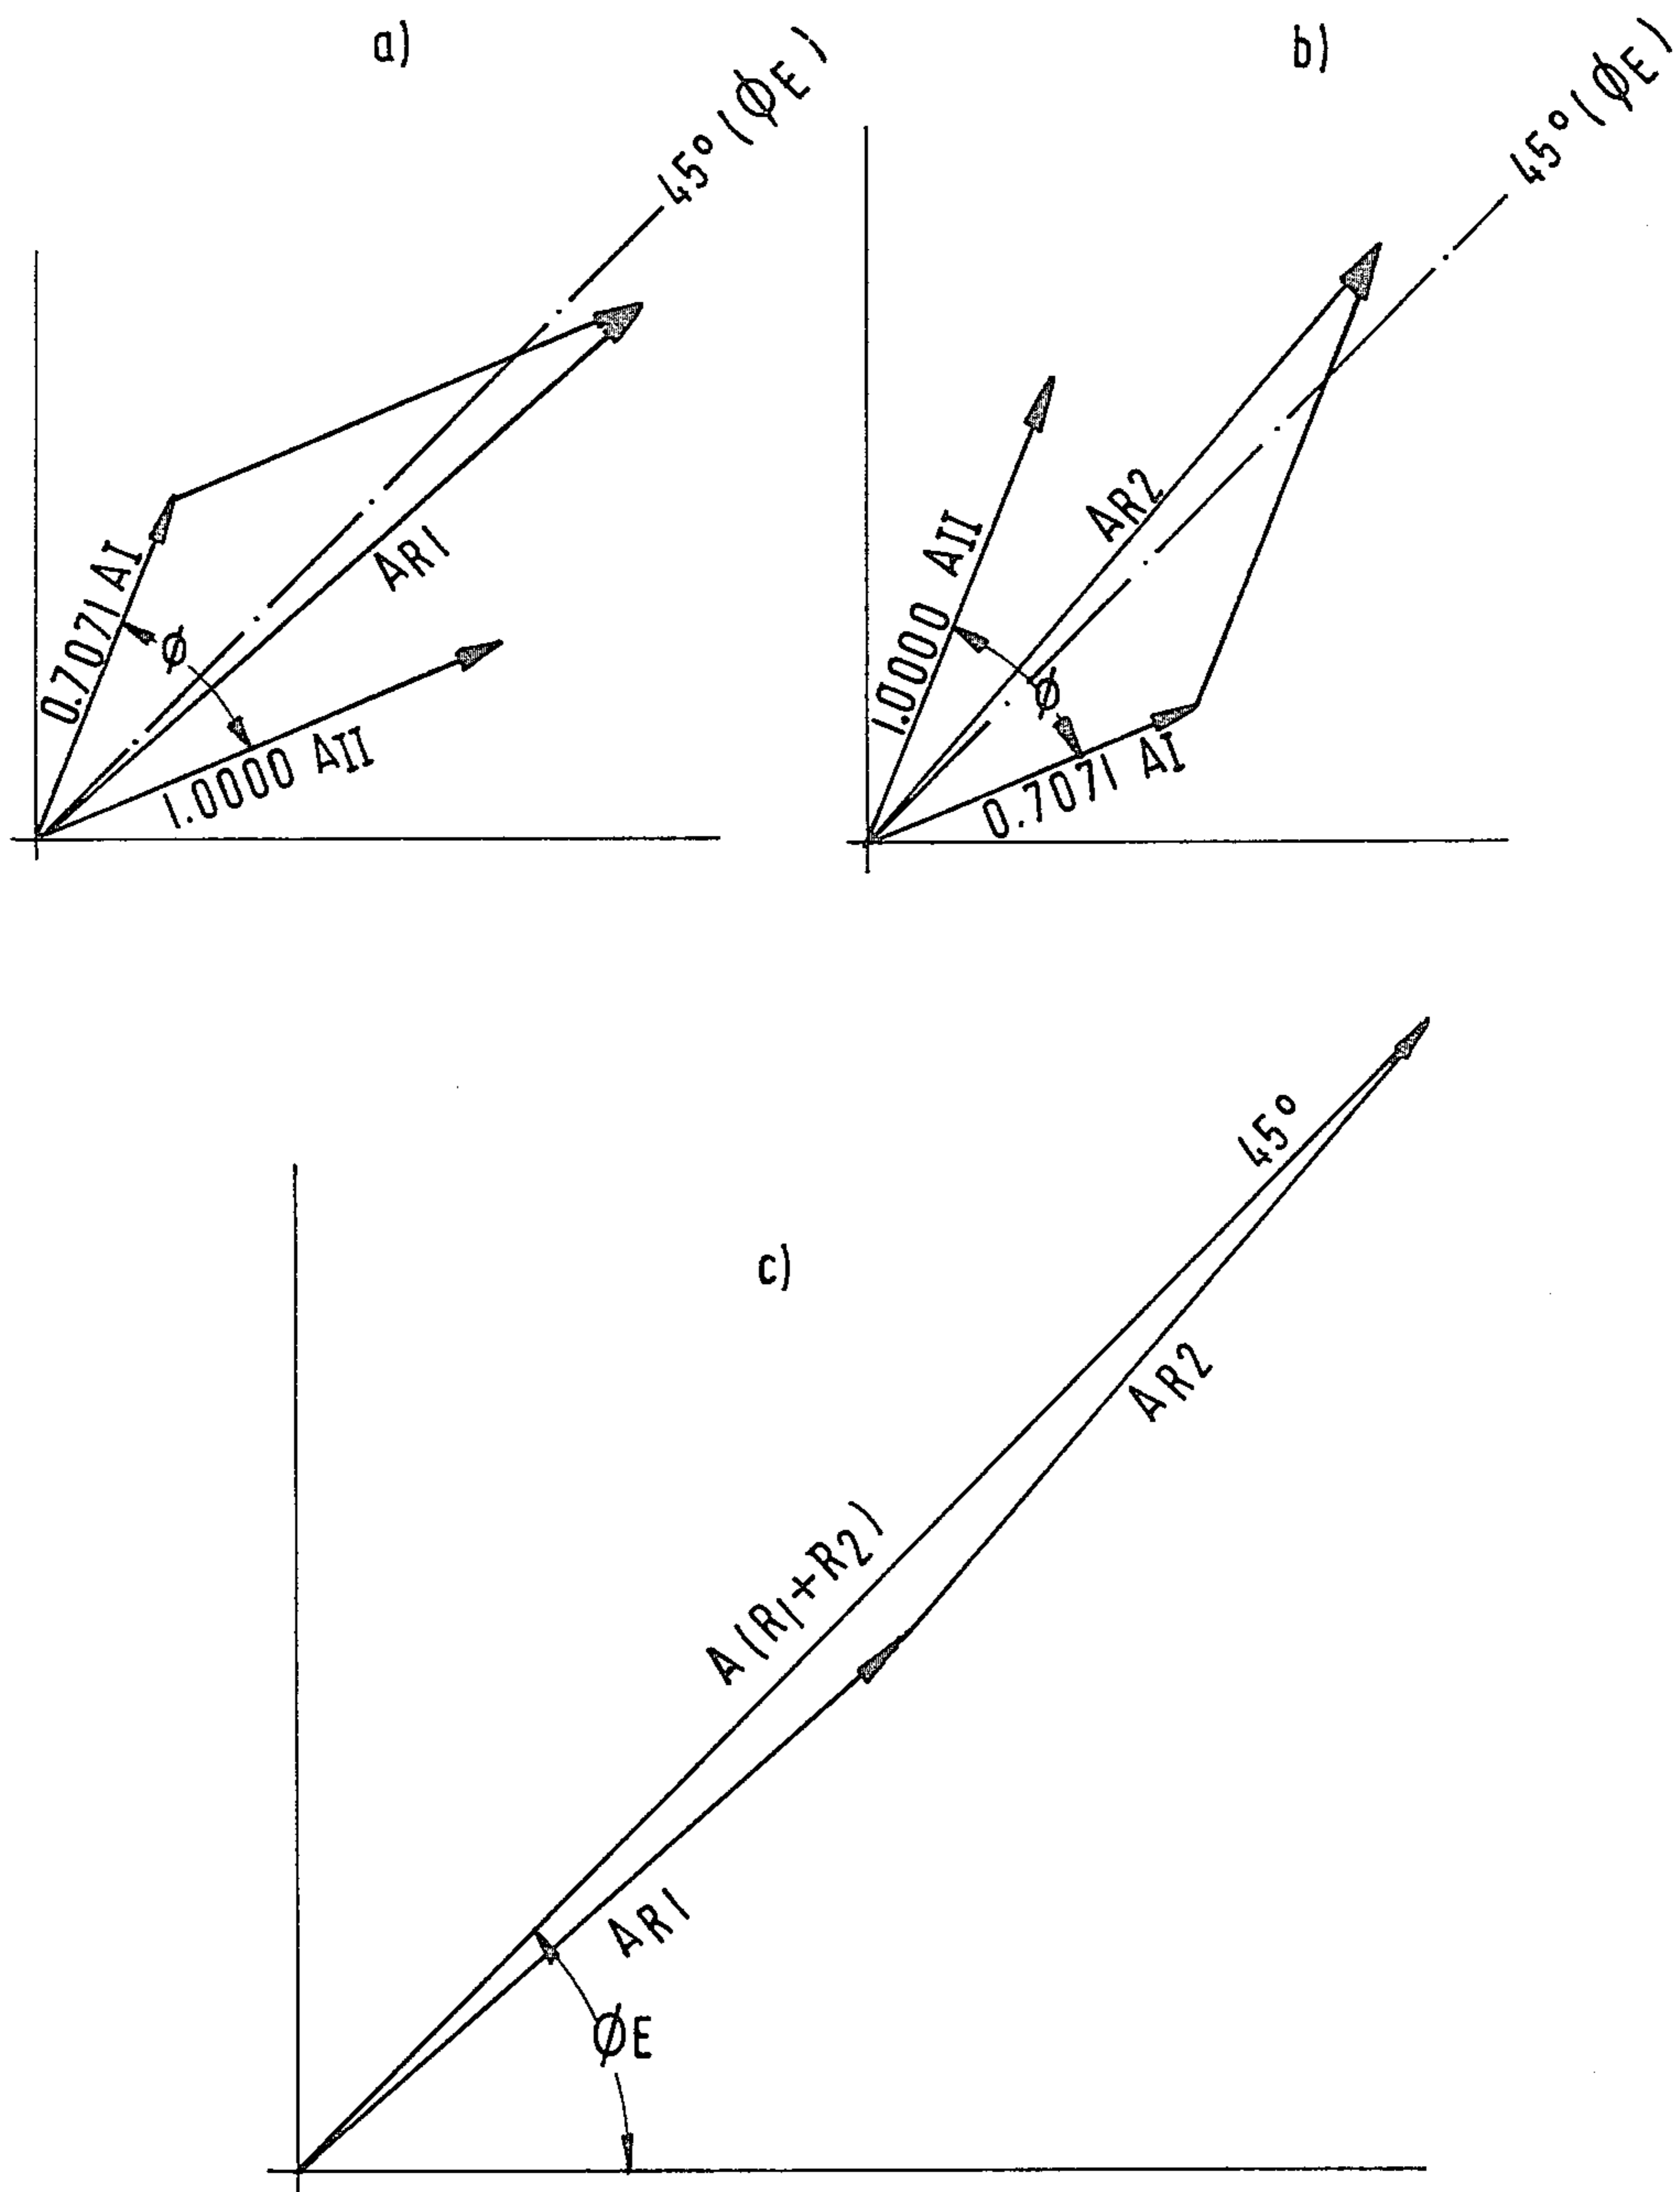 a)
45° (ØE)
0.7071 AI
Ø
AR1
1.0000 AII
b)
45° (ØE)
1.0000 AII
AR2
Ø
0.7071 AI
c)
45°
AR2
A(R1+R2)
AR1
ØE